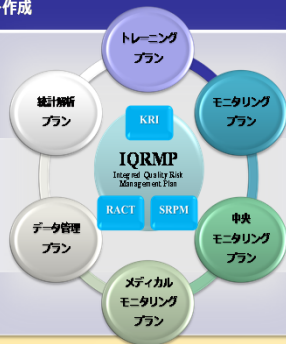 作成
トレーニング
プラン
統計解析
プラン
モニタリング
プラン
KRI
IQRMP
Integred Quality Risk
Management Plan
RACT
SRPM
データ管理
プラン
中央
モニタリング
プラン
メディカル
モニタリング
プラン